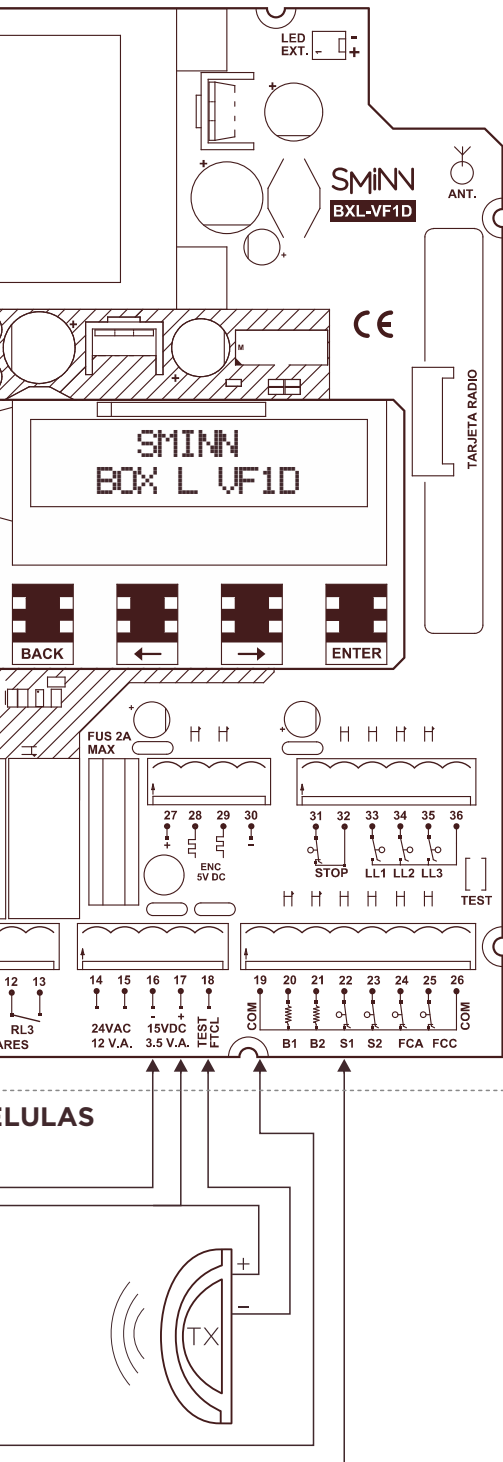 LED
EXT.
-
+
SMiNN
BXL-VF1D
ANT.
CE
M
TARJETA RADIO
SMINN
BOX L VF1D
BACK
←
→
ENTER
FUS 2A
MAX
27 28 29 30
+ -
ENC
5V DC
31 32 33 34 35 36
STOP LL1 LL2 LL3
TEST
12 13
RL3
ARES
14 15 16 17 18
- +
24VAC
12 V.A.
15VDC
3.5 V.A.
TEST
FTCL
19 20 21 22 23 24 25 26
COM
B1 B2 S1 S2 FCA FCC
COM
ELULAS
+
-
TX